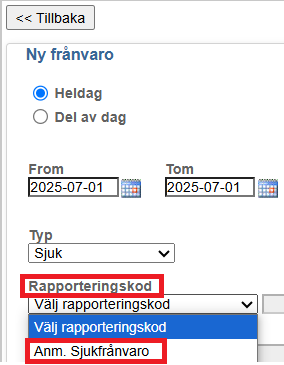 << Tillbaka
Ny frånvaro
Heldag
Del av dag
From Tom
2025-07-01 2025-07-01
Typ
Sjuk
Rapporteringskod
Välj rapporteringskod
Välj rapporteringskod
Anm. Sjukfrånvaro